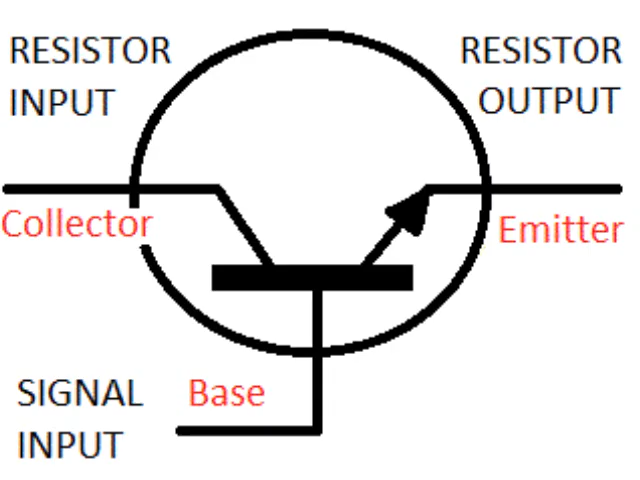 RESISTOR
INPUT
RESISTOR
OUTPUT
Collector
Emitter
SIGNAL
INPUT
Base